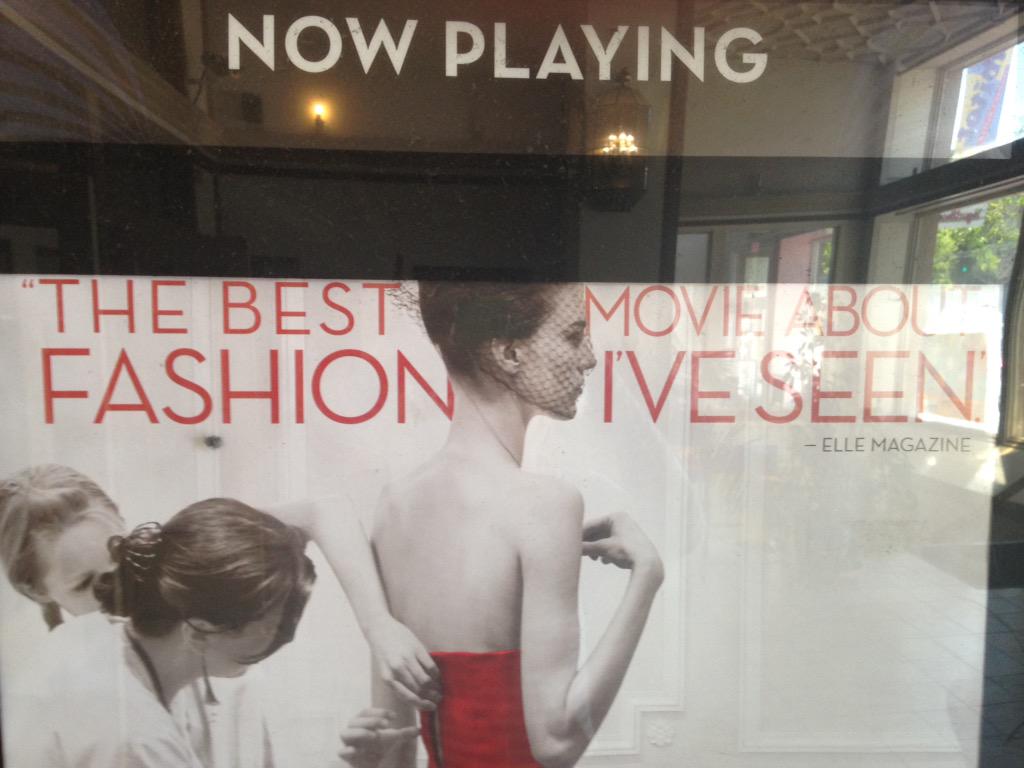 NOW PLAYING
"THE BEST MOVIE ABOUT
FASHION I'VE SEEN."
– ELLE MAGAZINE